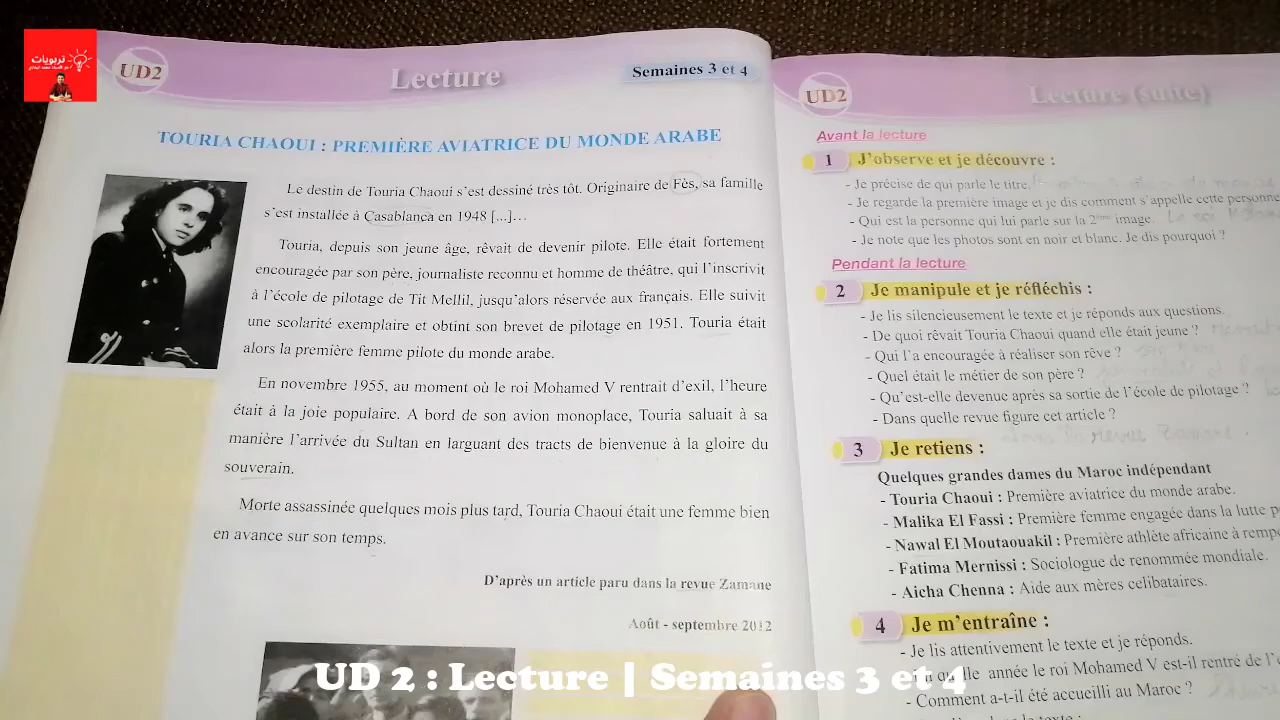 تربويات
UD2
Lecture
Semaines 3 et 4
TOURIA CHAOUI : PREMIÈRE AVIATRICE DU MONDE ARABE
Le destin de Touria Chaoui s'est dessiné très tôt. Originaire de Fès, sa famille
s'est installée à Casablanca en 1948 [...]…
Touria, depuis son jeune âge, rêvait de devenir pilote. Elle était fortement
encouragée par son père, journaliste reconnu et homme de théâtre, qui l'inscrivit
à l'école de pilotage de Tit Mellil, jusqu'alors réservée aux français. Elle suivit
une scolarité exemplaire et obtint son brevet de pilotage en 1951. Touria était
alors la première femme pilote du monde arabe.
En novembre 1955, au moment où le roi Mohamed V rentrait d'exil, l'heure
était à la joie populaire. A bord de son avion monoplace, Touria saluait à sa
manière l'arrivée du Sultan en larguant des tracts de bienvenue à la gloire du
souverain.
Morte assassinée quelques mois plus tard, Touria Chaoui était une femme bien
en avance sur son temps.
D'après un article paru dans la revue Zamane
Août - septembre 2012
UD2
Lecture (suite)
Avant la lecture
1 J'observe et je découvre :
- Je précise de qui parle le titre.
- Je regarde la première image et je dis comment s'appelle cette personne
- Qui est la personne qui lui parle sur la 2ème image.
- Je note que les photos sont en noir et blanc. Je dis pourquoi ?
Pendant la lecture
2 Je manipule et je réfléchis :
- Je lis silencieusement le texte et je réponds aux questions.
- De quoi rêvait Touria Chaoui quand elle était jeune ?
- Qui l'a encouragée à réaliser son rêve ?
- Quel était le métier de son père ?
- Qu'est-elle devenue après sa sortie de l'école de pilotage ?
- Dans quelle revue figure cet article ?
3 Je retiens :
Quelques grandes dames du Maroc indépendant
- Touria Chaoui : Première aviatrice du monde arabe.
- Malika El Fassi : Première femme engagée dans la lutte
- Nawal El Moutaouakil : Première athlète africaine à
- Fatima Mernissi : Sociologue de renommée mondiale.
- Aicha Chenna : Aide aux mères celibataires.
4 Je m'entraîne :
- Je lis attentivement le texte et je réponds.
année le roi Mohamed V est-il rentré de
- Comment a-t-il été accueilli au Maroc ?
UD 2 : Lecture | Semaines 3 et 4